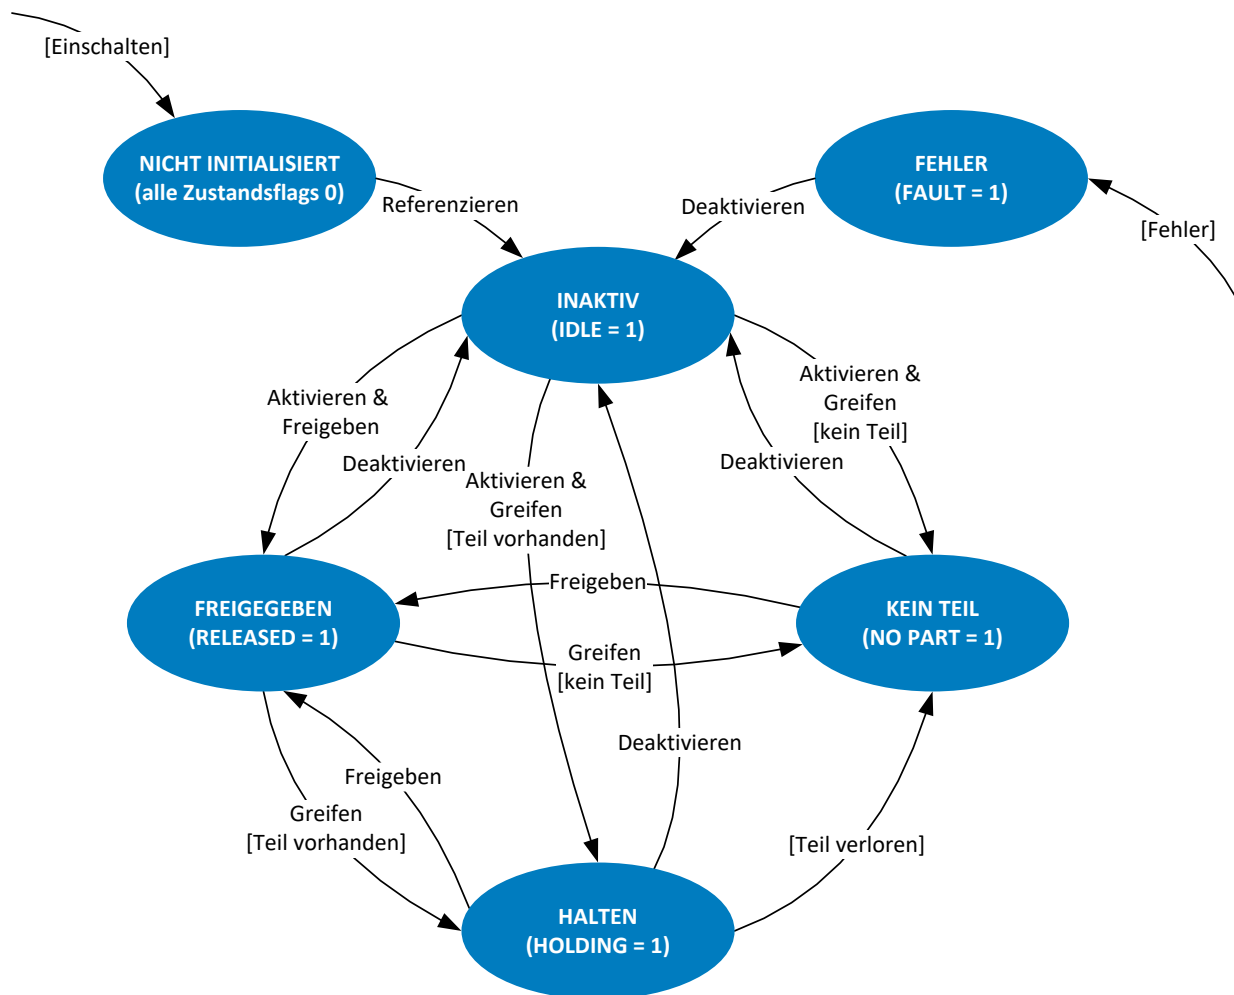 [Einschalten]
NICHT INITIALISIERT
(alle Zustandsflags 0)
FEHLER
(FAULT = 1)
Referenzieren
Deaktivieren
[Fehler]
INAKTIV
(IDLE = 1)
Aktivieren &
Freigeben
Deaktivieren
Aktivieren &
Greifen
[Teil vorhanden]
Aktivieren &
Greifen
[kein Teil]
Deaktivieren
FREIGEGEBEN
(RELEASED = 1)
Freigeben
KEIN TEIL
(NO PART = 1)
Greifen
[kein Teil]
Deaktivieren
Freigeben
Greifen
[Teil vorhanden]
[Teil verloren]
HALTEN
(HOLDING = 1)